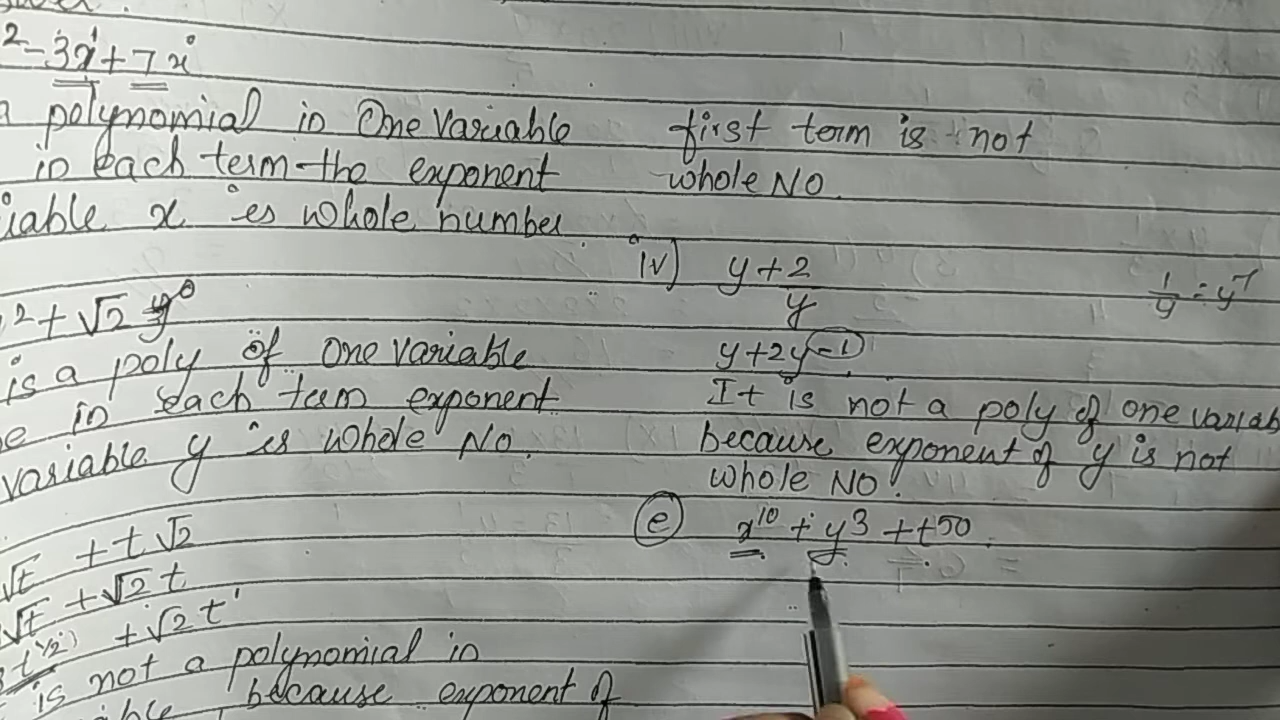 2 - 3x¹ + 7x⁰
a polynomial in One Variable
in each term the exponent
iable x is whole number.
² + √2 y⁰
is a poly of One variable
e in each term exponent
variable y is whole No.
√t + t√2
√t + √2 t
3 t^(1/2) + √2 t¹
is not a polynomial in
because exponent of
first term is not
whole NO.
iv) y + 2/y
1/y = y⁻¹
y + 2y⁻¹
It is not a poly of one variab
because exponent of y is not
whole NO.
(e) x¹⁰ + y³ + t⁵⁰.